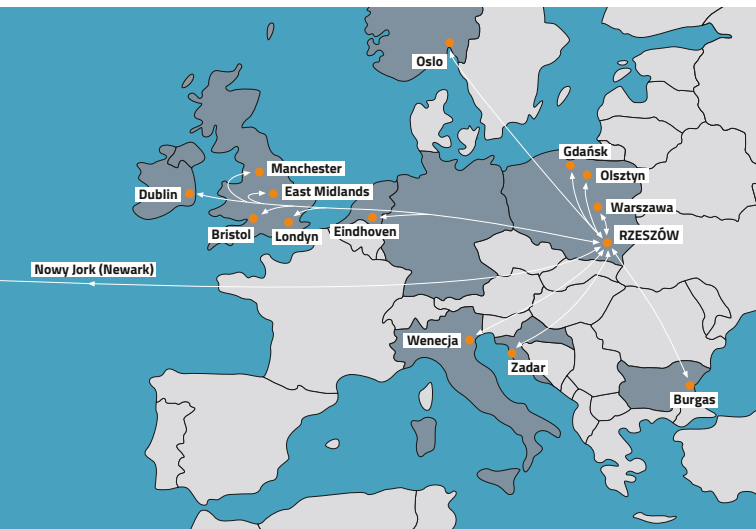 Oslo
Gdańsk
Manchester
Olsztyn
Dublin
East Midlands
Warszawa
Bristol
Londyn
Eindhoven
RZESZÓW
Nowy Jork (Newark)
Wenecja
Zadar
Burgas